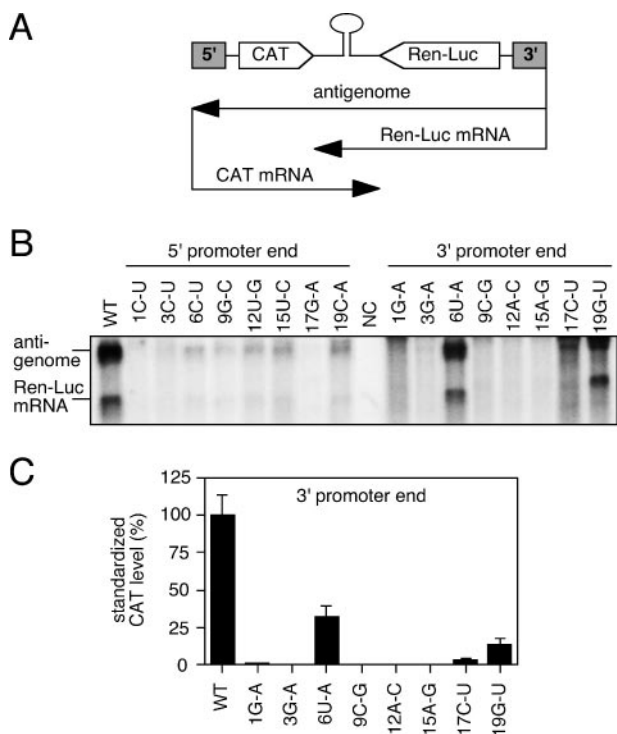 A
5' CAT Ren-Luc 3'
antigenome
Ren-Luc mRNA
CAT mRNA
B
5' promoter end 3' promoter end
WT 1C-U 3C-U 6C-U 9G-C 12U-G 15U-C 17G-A 19C-A NC 1G-A 3G-A 6U-A 9C-G 12A-C 15A-G 17C-U 19G-U
anti-
genome
Ren-Luc
mRNA
C
3' promoter end
standardized
CAT level (%)
125
100
75
50
25
0
WT 1G-A 3G-A 6U-A 9C-G 12A-C 15A-G 17C-U 19G-U